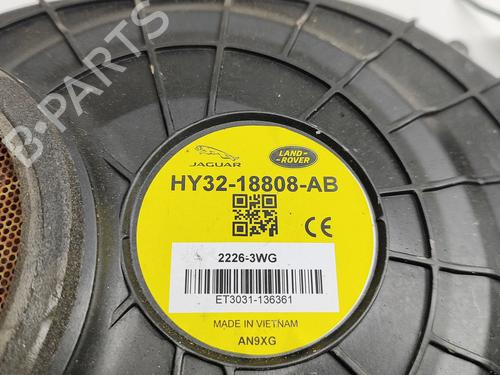 B-PARTS
JAGUAR
LAND-
ROVER
HY32-18808-AB
CE
2226-3WG
ET3031-136361
MADE IN VIETNAM
AN9XG